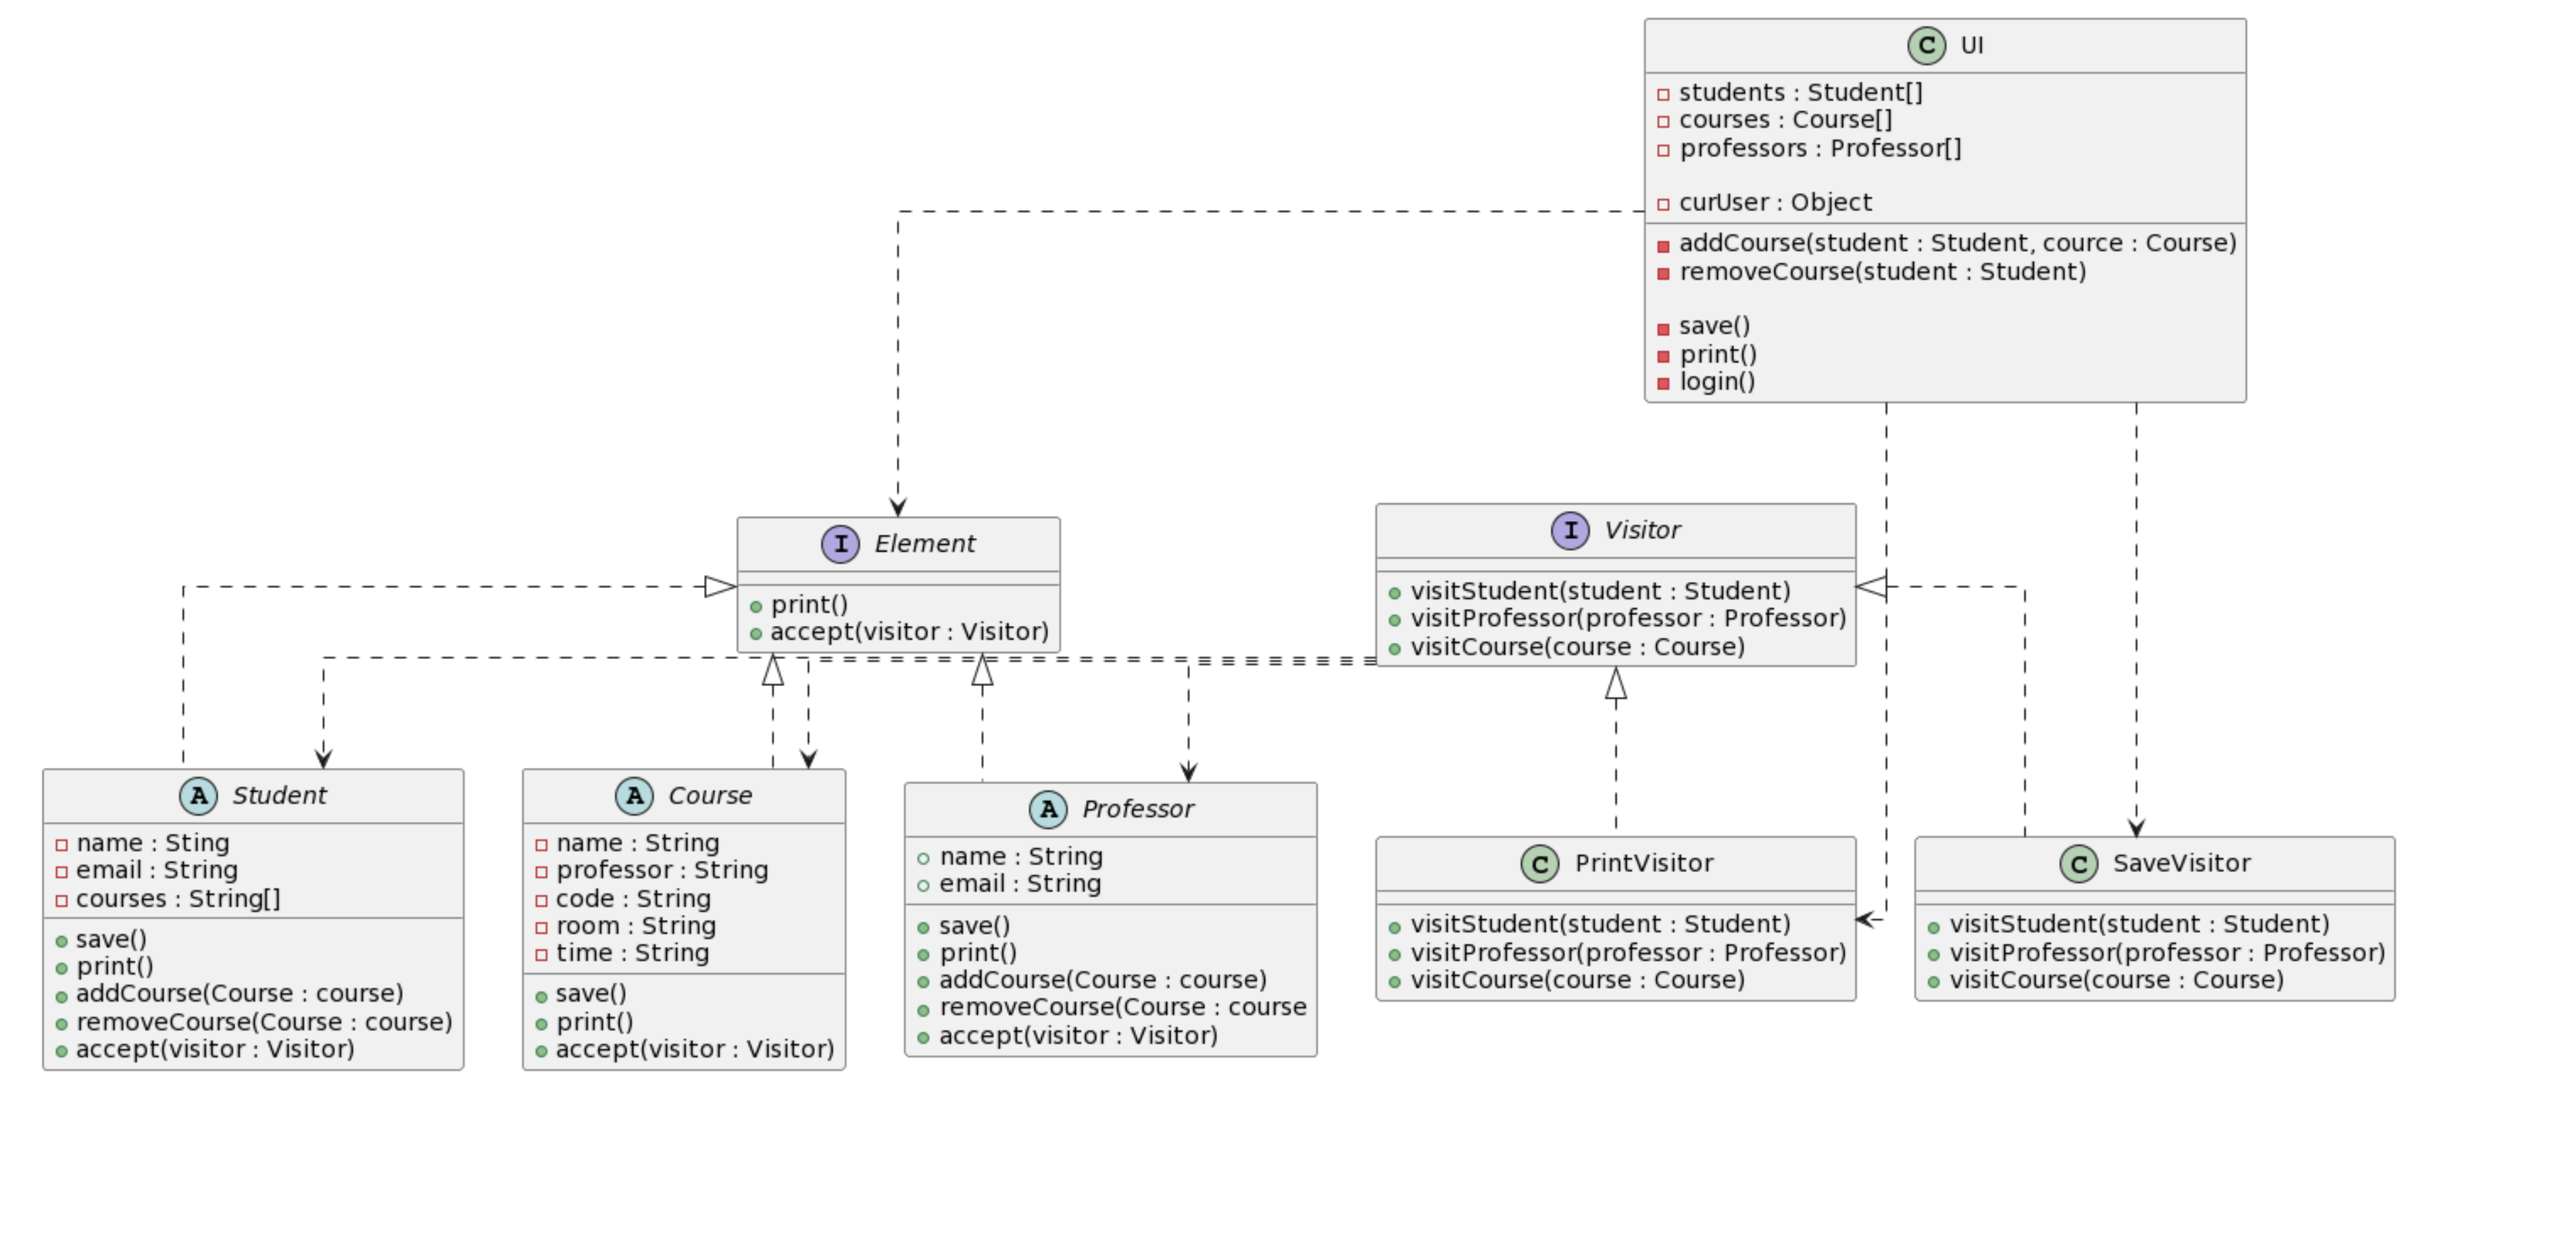 C UI
students : Student[]
courses : Course[]
professors : Professor[]
curUser : Object
addCourse(student : Student, cource : Course)
removeCourse(student : Student)
save()
print()
login()
I Element
print()
accept(visitor : Visitor)
I Visitor
visitStudent(student : Student)
visitProfessor(professor : Professor)
visitCourse(course : Course)
A Student
name : Sting
email : String
courses : String[]
save()
print()
addCourse(Course : course)
removeCourse(Course : course)
accept(visitor : Visitor)
A Course
name : String
professor : String
code : String
room : String
time : String
save()
print()
accept(visitor : Visitor)
A Professor
name : String
email : String
save()
print()
addCourse(Course : course)
removeCourse(Course : course
accept(visitor : Visitor)
C PrintVisitor
visitStudent(student : Student)
visitProfessor(professor : Professor)
visitCourse(course : Course)
C SaveVisitor
visitStudent(student : Student)
visitProfessor(professor : Professor)
visitCourse(course : Course)